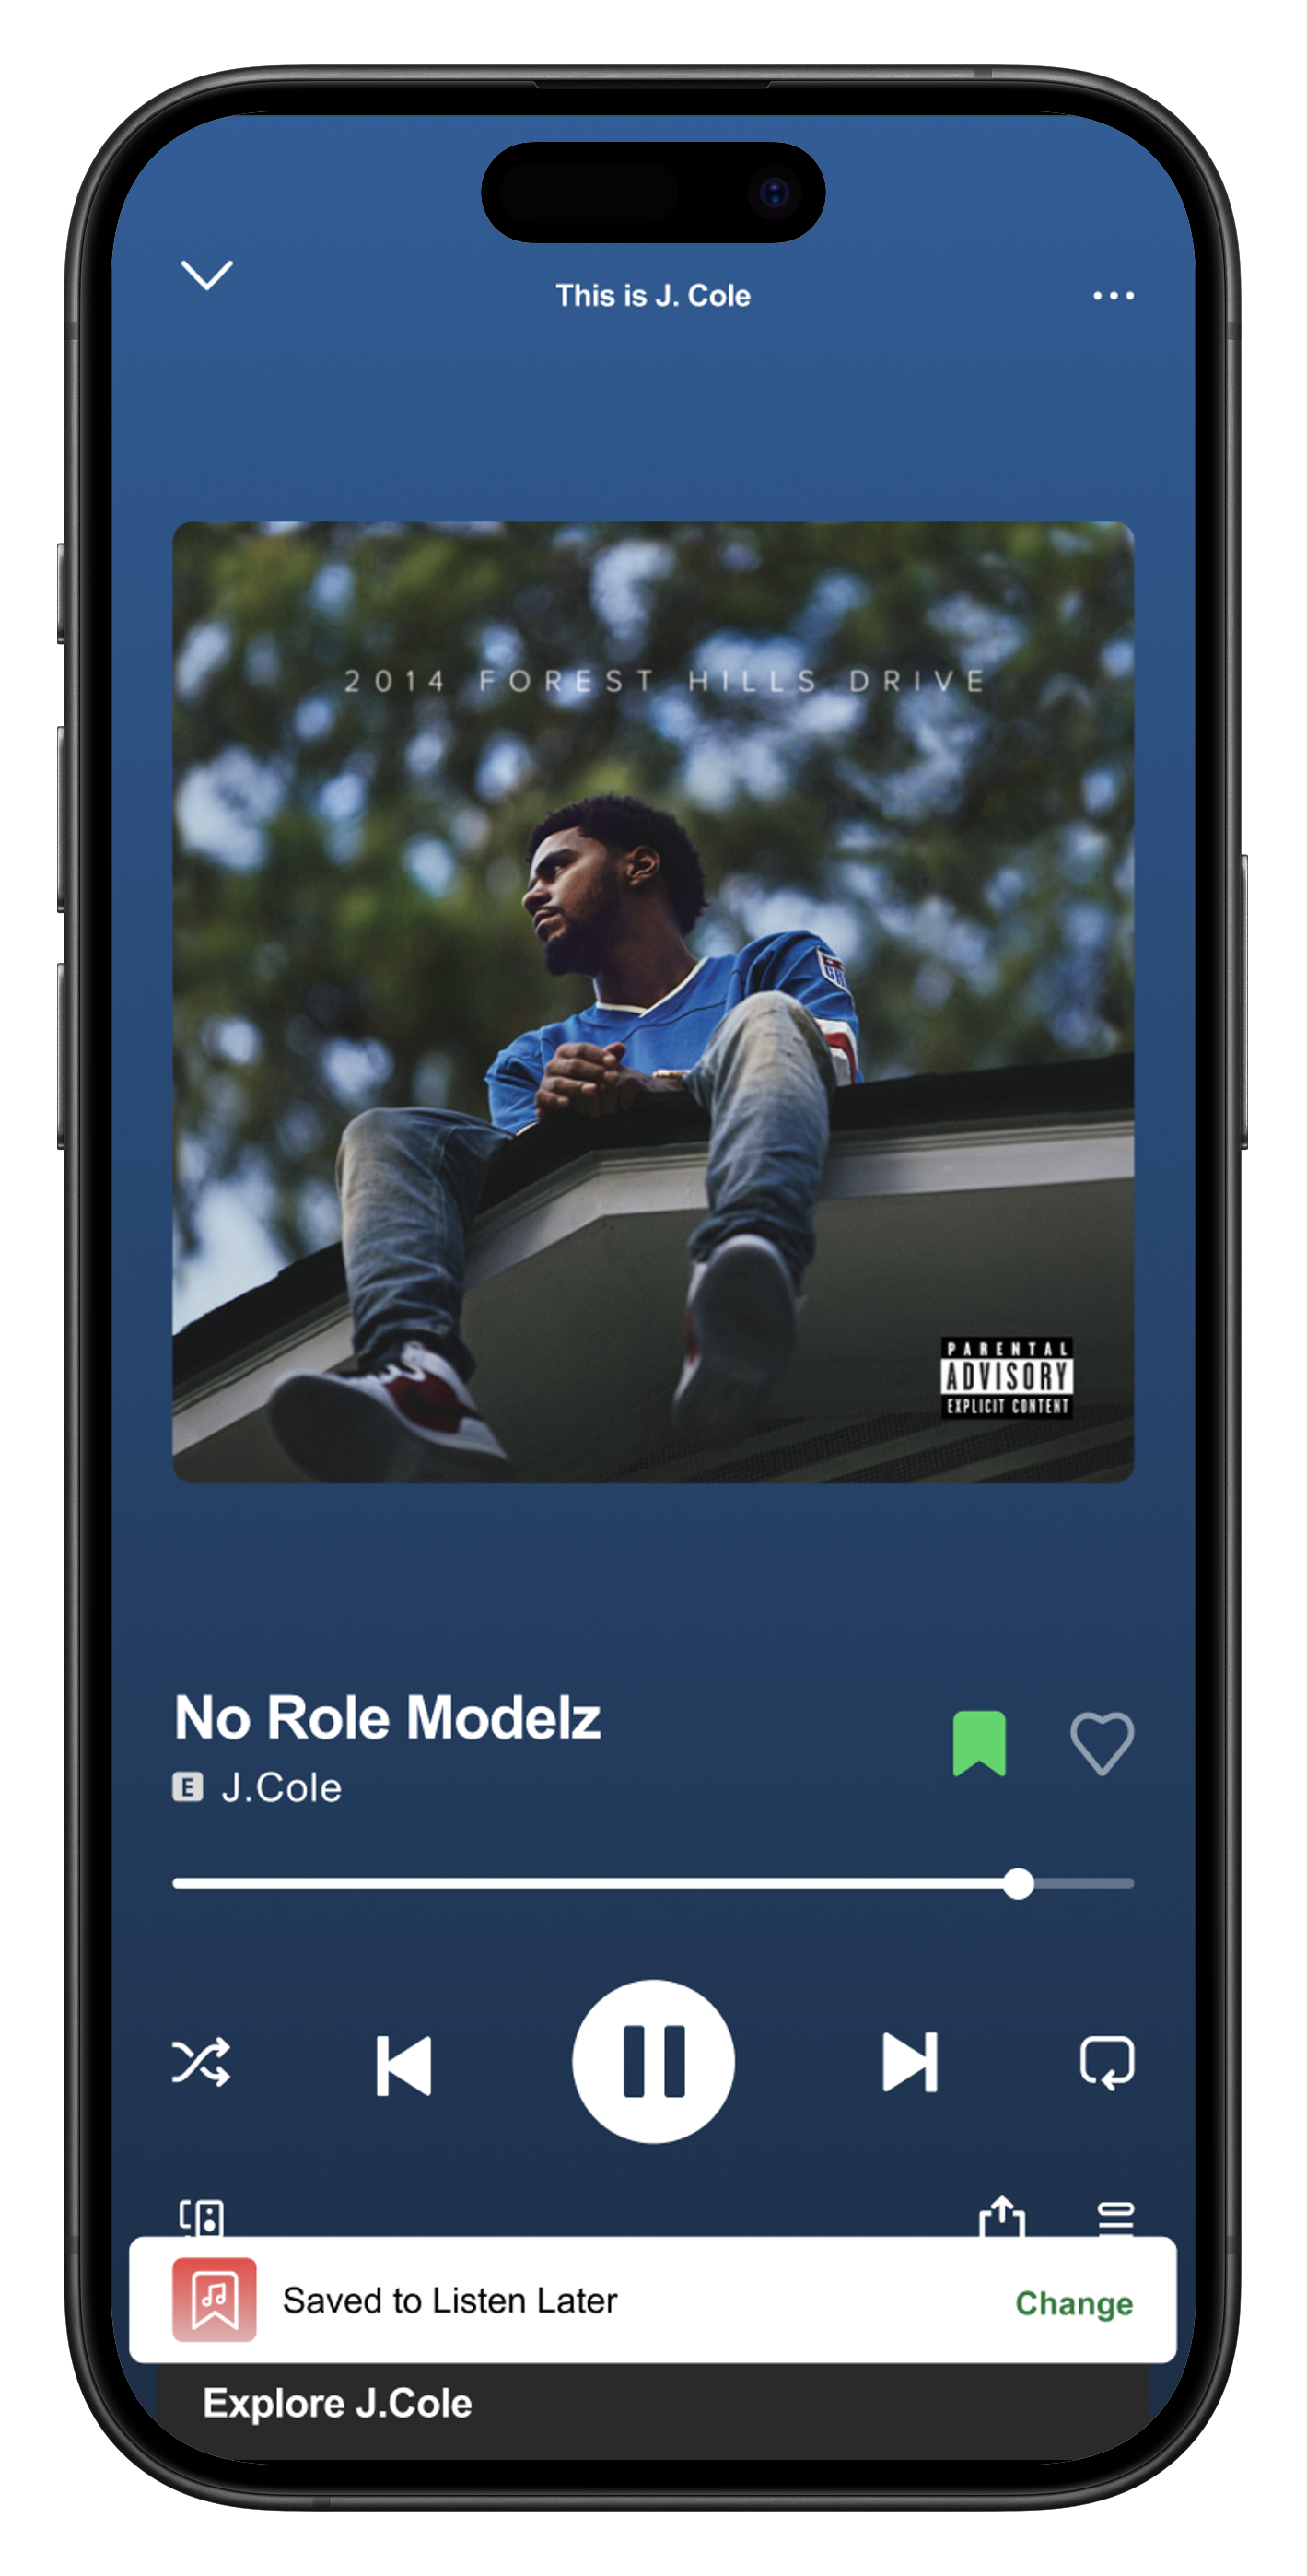 This is J. Cole
2014 FOREST HILLS DRIVE
PARENTAL
ADVISORY
EXPLICIT CONTENT
No Role Modelz
E J.Cole
Saved to Listen Later
Change
Explore J.Cole